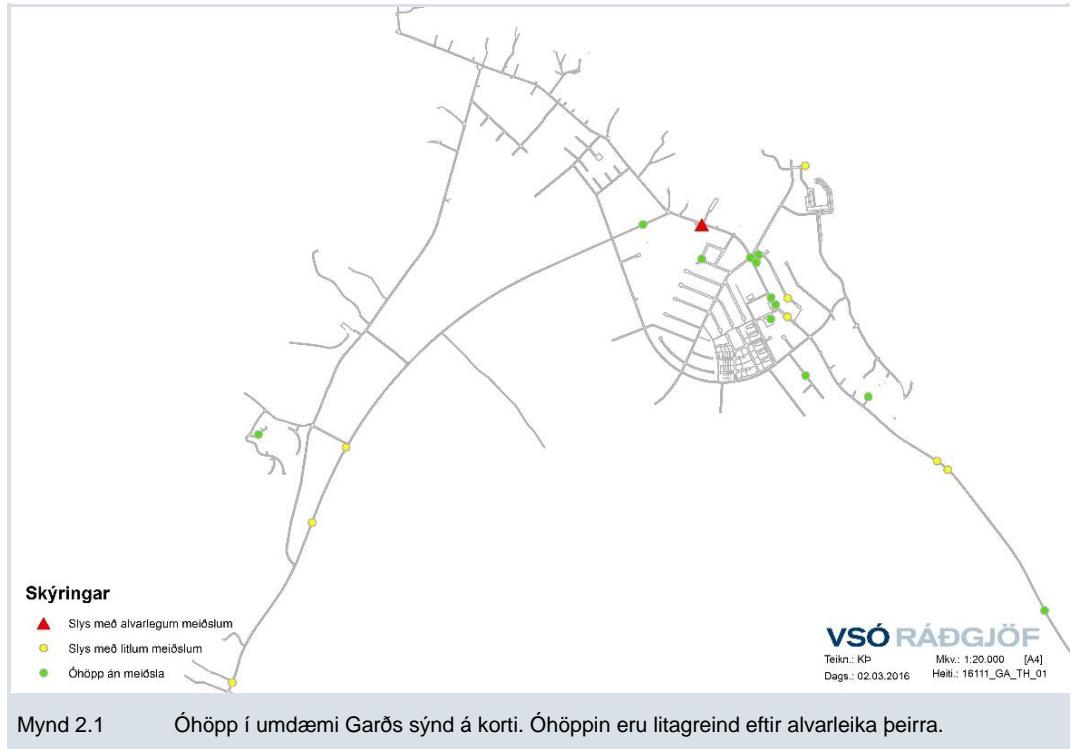 Skýringar
Slys með alvarlegum meiðslum
Slys með litlum meiðslum
Óhöpp án meiðsla
VSÓ RÁÐGJÖF
Teikn.: KÞ Mkv.: 1:20.000 [A4]
Dags.: 02.03.2016 Heiti.: 16111_GA_TH_01
Mynd 2.1 Óhöpp í umdæmi Garðs sýnd á korti. Óhöppin eru litagreind eftir alvarleika þeirra.